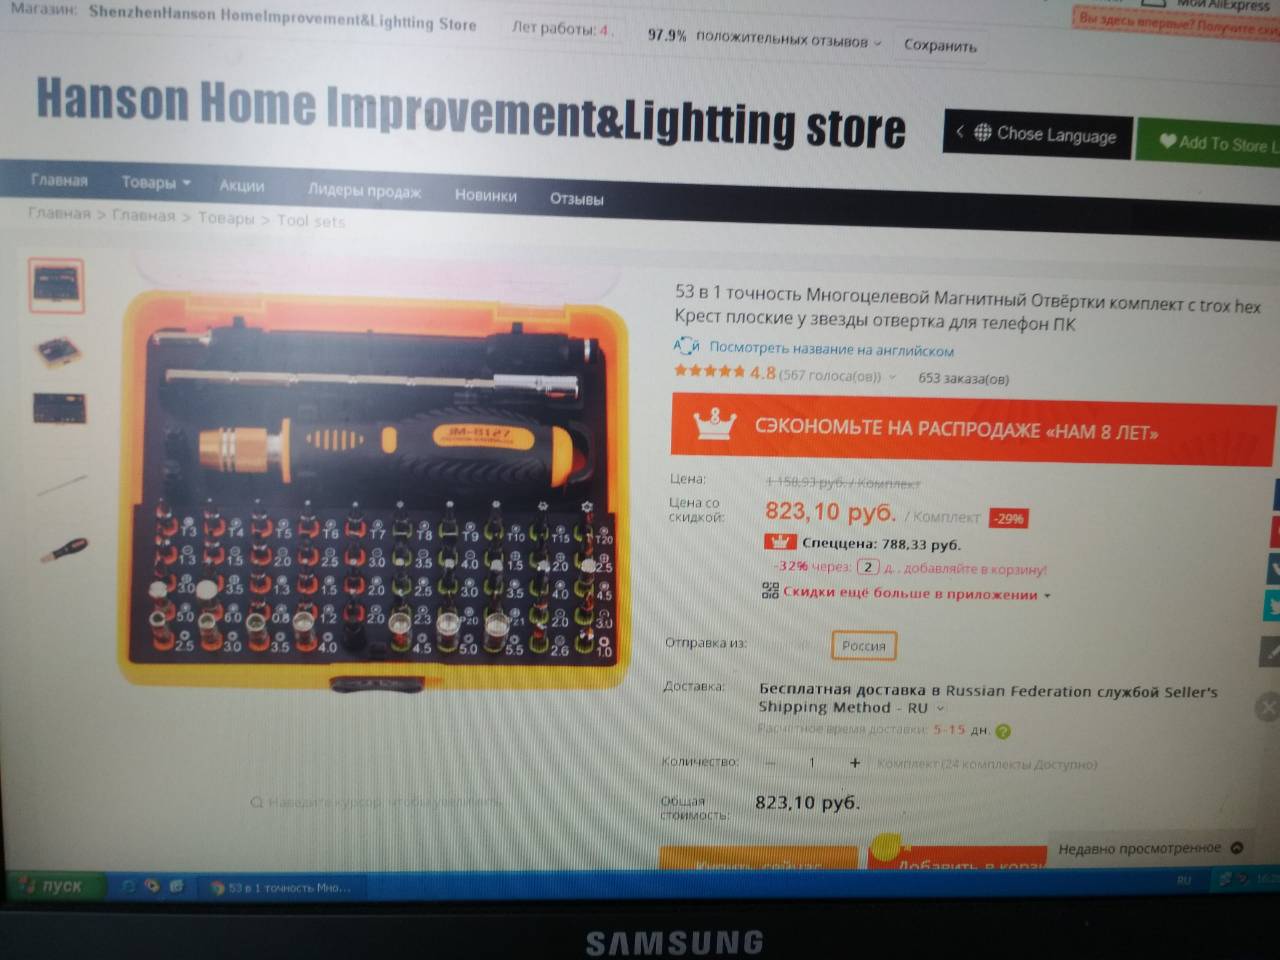 Магазин: ShenzhenHanson HomeImprovement&Lightting Store
Лет работы: 4 .
97.9% положительных отзывов
Сохранить
Мой AliExpress
Вы здесь впервые? Получите
Hanson Home Improvement&Lightting store
Chose Language
Add To Store L
Главная Товары Акции Лидеры продаж Новинки Отзывы
Главная > Главная > Товары > Tool sets
53 в 1 точность Многоцелевой Магнитный Отвёртки комплект с trox hex
Крест плоские y звезды отвертка для телефон ПК
Посмотреть название на английском
4.8 (567 голоса(ов)) 653 заказа(ов)
8
СЭКОНОМЬТЕ НА РАСПРОДАЖЕ «НАМ 8 ЛЕТ»
Цена: 1 158,93 руб. / Комплект
Цена со
скидкой:
823,10 руб. / Комплект -29%
Спеццена: 788,33 руб.
-32% через: 2 д. . добавляйте в корзину!
Скидки ещё больше в приложении
Отправка из: Россия
Доставка: Бесплатная доставка в Russian Federation службой Seller's
Shipping Method - RU
Расчетное время доставки: 5-15 дн. ?
Количество: — 1 + Комплект (24 комплекты Доступно)
Общая
стоимость:
823,10 руб.
Купить сейчас
Добавить в корзи
Недавно просмотренное
JM-8127
T3 T4 T5 T6 T7 T8 T9 T10 T15 T20
1.3 1.5 2.0 2.5 3.0 3.5 4.0 1.5 2.0 2.5
3.0 3.5 1.3 1.5 2.0 2.5 3.0 3.5 4.0 4.5
5.0 6.0 0.8 1.2 2.0 2.3 2.0 3.0
2.5 3.0 3.5 4.0 4.5 5.0 5.5 2.6 1.0
Наведите курсор, чтобы увеличить
пуск
53 в 1 точность Мно...
RU
SAMSUNG